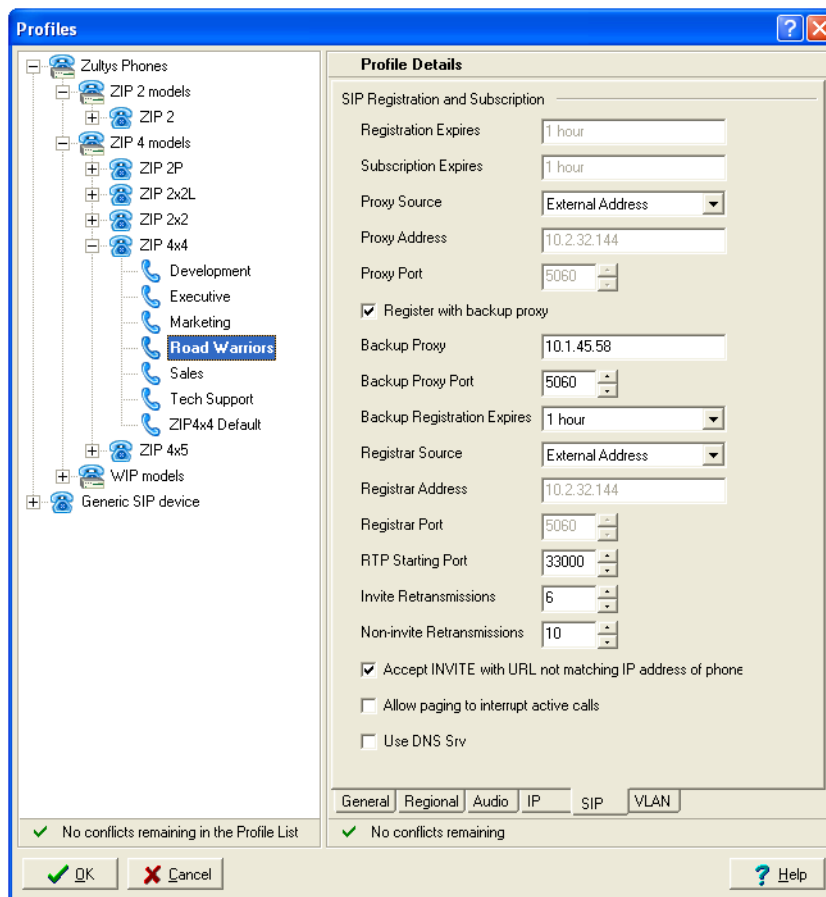 Profiles
Zultys Phones
ZIP 2 models
ZIP 2
ZIP 4 models
ZIP 2P
ZIP 2x2L
ZIP 2x2
ZIP 4x4
Development
Executive
Marketing
Road Warriors
Sales
Tech Support
ZIP4x4 Default
ZIP 4x5
WIP models
Generic SIP device
No conflicts remaining in the Profile List
Profile Details
SIP Registration and Subscription
Registration Expires 1 hour
Subscription Expires 1 hour
Proxy Source External Address
Proxy Address 10.2.32.144
Proxy Port 5060
Register with backup proxy
Backup Proxy 10.1.45.58
Backup Proxy Port 5060
Backup Registration Expires 1 hour
Registrar Source External Address
Registrar Address 10.2.32.144
Registrar Port 5060
RTP Starting Port 33000
Invite Retransmissions 6
Non-invite Retransmissions 10
Accept INVITE with URL not matching IP address of phone
Allow paging to interrupt active calls
Use DNS Srv
General Regional Audio IP SIP VLAN
No conflicts remaining
OK Cancel ? Help